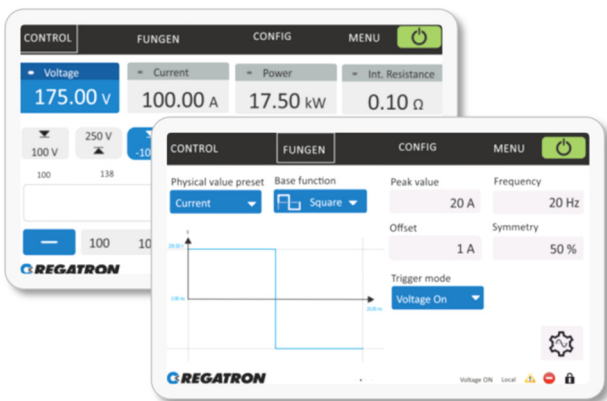 CONTROL FUNGEN CONFIG MENU
Voltage Current Power Int. Resistance
175.00 V 100.00 A 17.50 kW 0.10 Ω
100 V 250 V -10
100 138
100 10
REGATRON
CONTROL FUNGEN CONFIG MENU
Physical value preset Base function Peak value Frequency
Current Square 20 A 20 Hz
Offset Symmetry
1 A 50 %
Trigger mode
Voltage On
REGATRON
Voltage ON Local